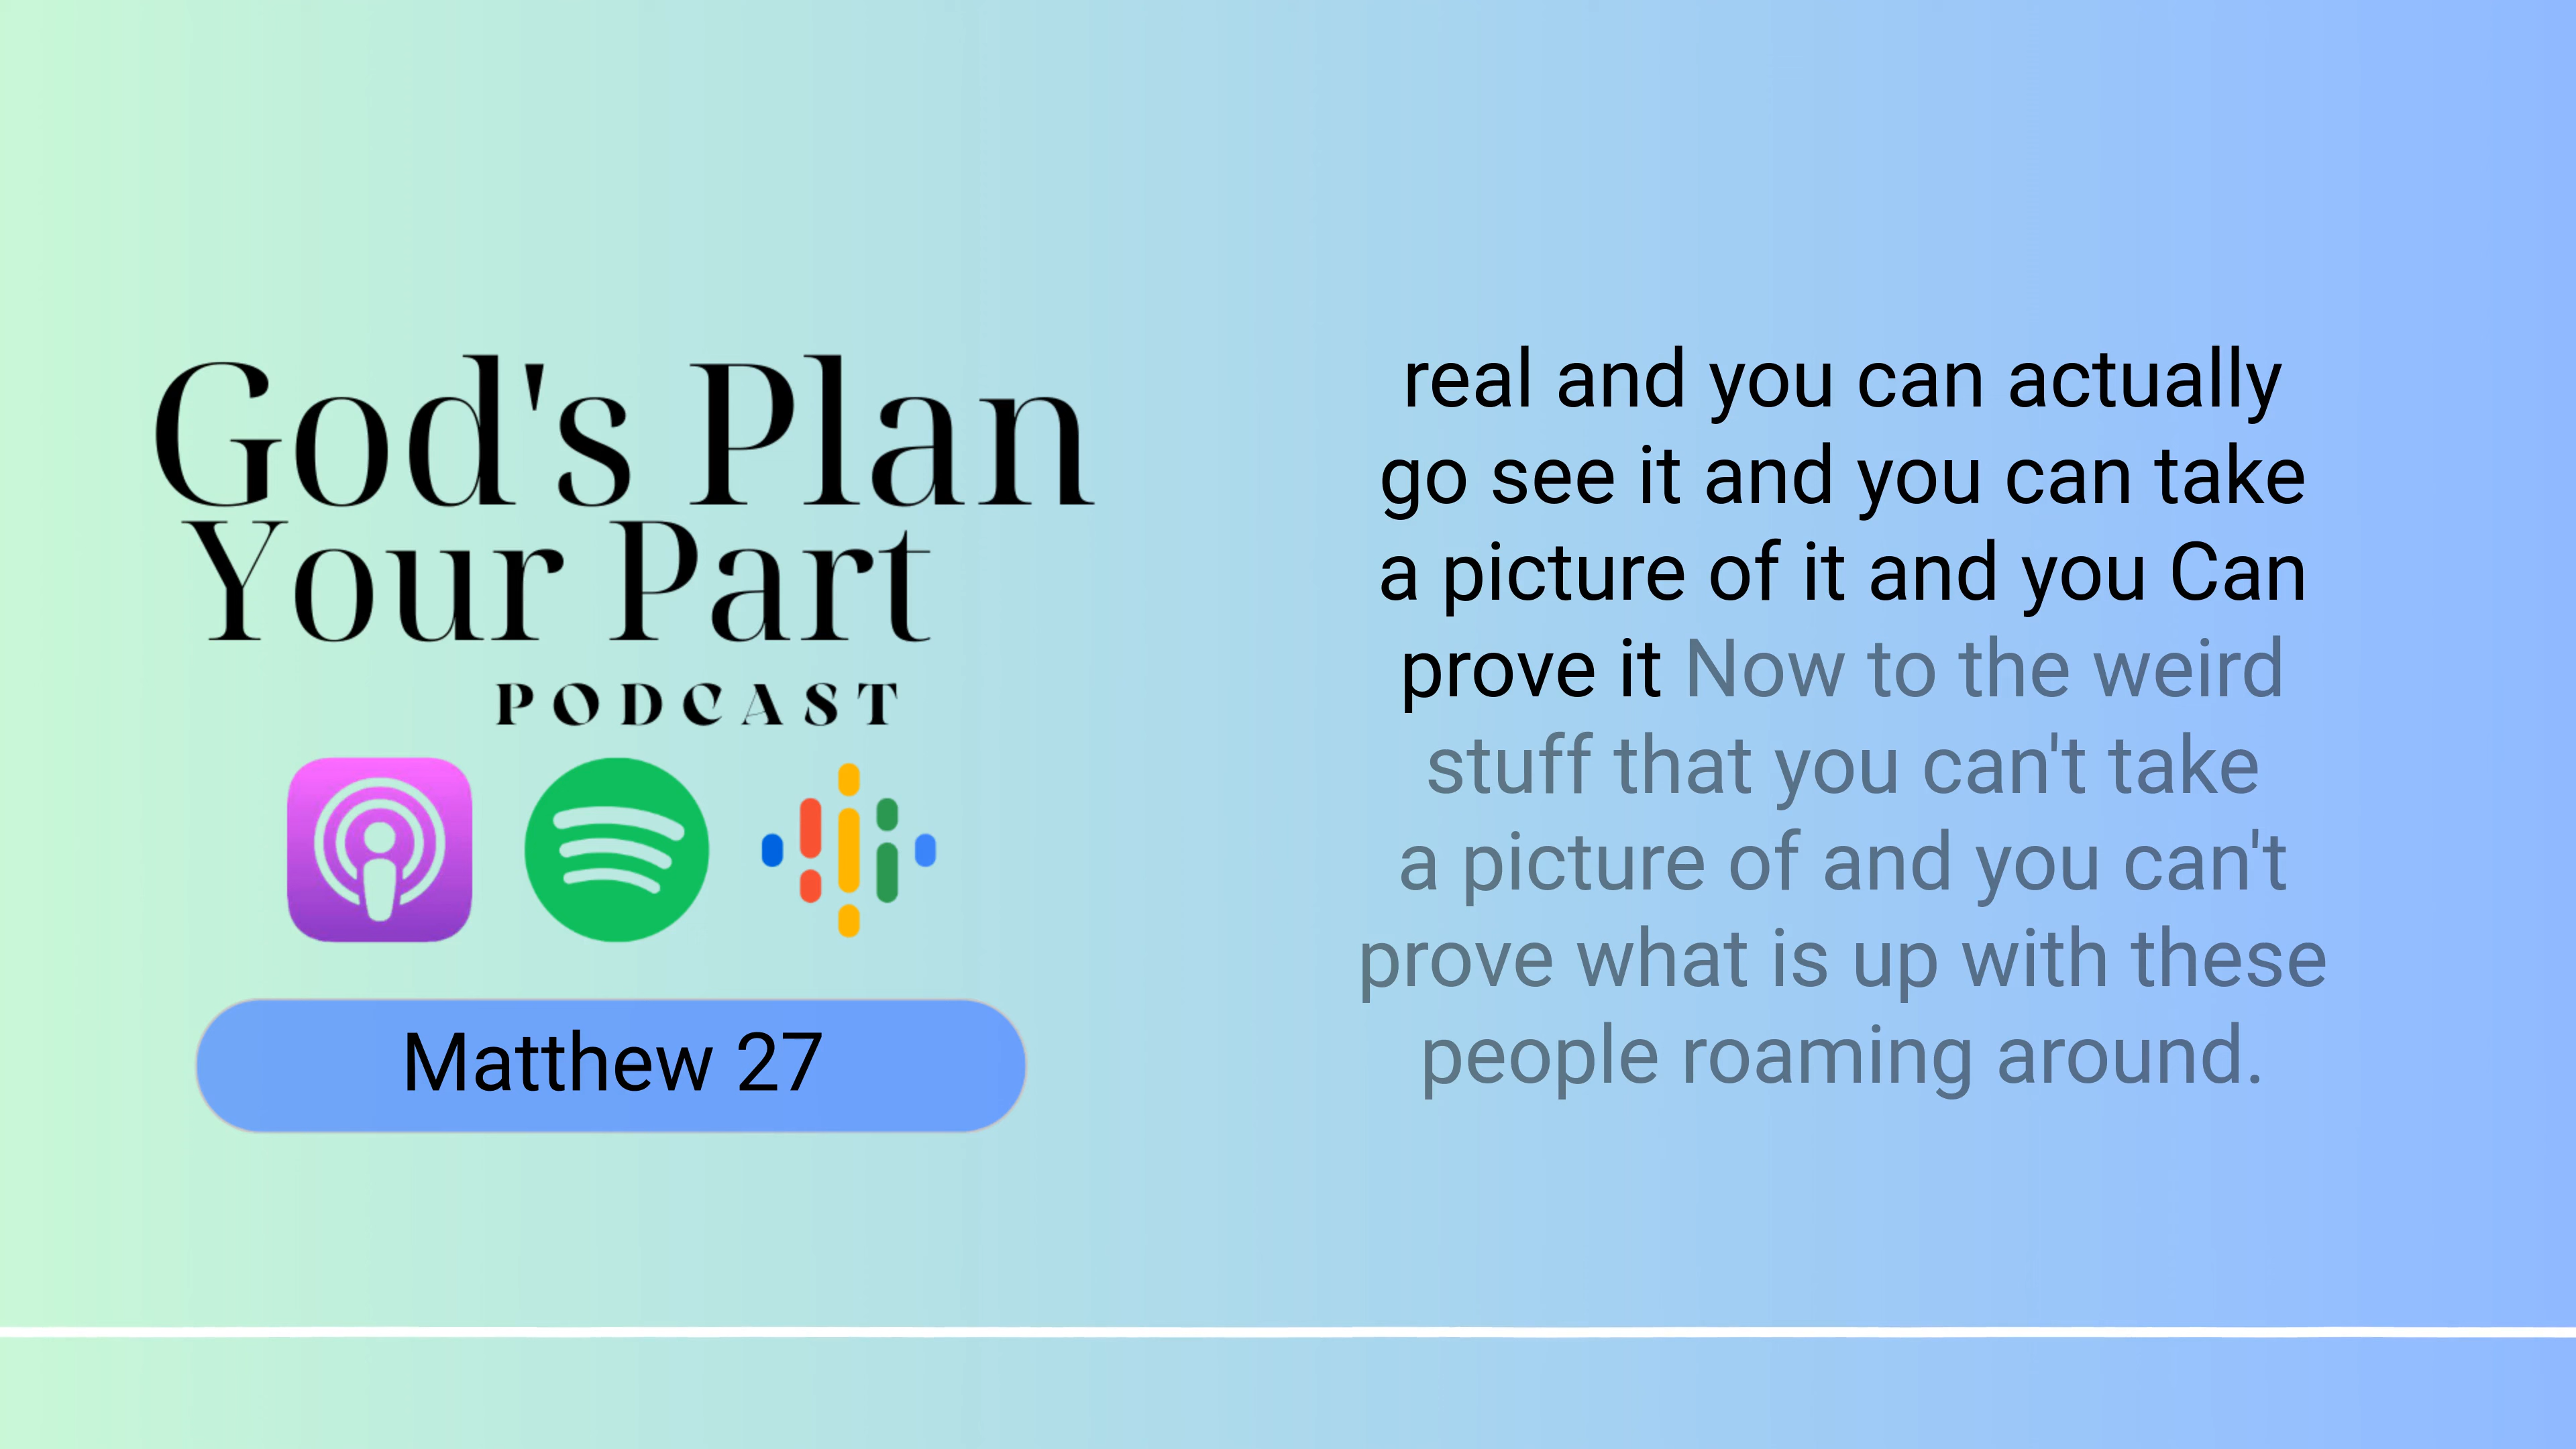 God's Plan
Your Part
PODCAST
Matthew 27
real and you can actually
go see it and you can take
a picture of it and you Can
prove it Now to the weird
stuff that you can't take
a picture of and you can't
prove what is up with these
people roaming around.